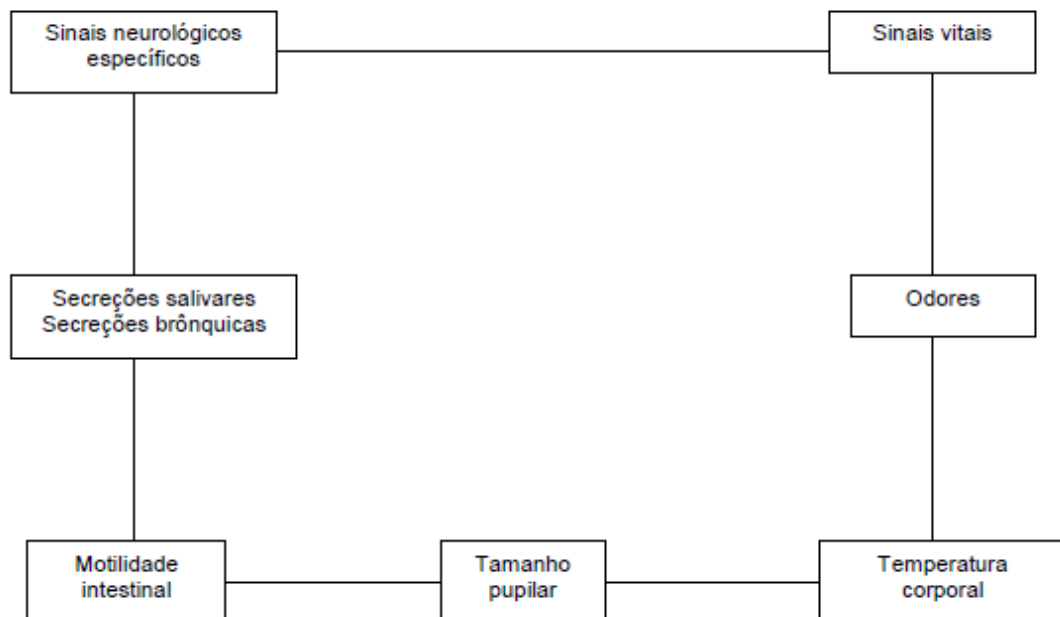 Sinais neurológicos
específicos
Sinais vitais
Secreções salivares
Secreções brônquicas
Odores
Motilidade
intestinal
Tamanho
pupilar
Temperatura
corporal